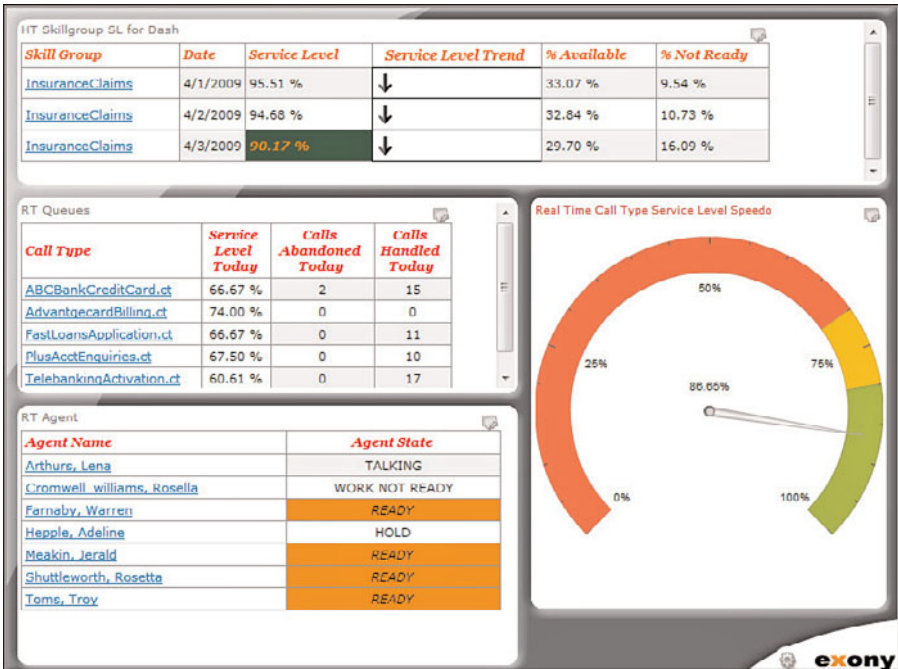 HT Skillgroup SL for Dash
Skill Group Date Service Level Service Level Trend % Available % Not Ready
InsuranceClaims 4/1/2009 95.51 % 33.07 % 9.54 %
InsuranceClaims 4/2/2009 94.68 % 32.84 % 10.73 %
InsuranceClaims 4/3/2009 90.17 % 29.70 % 16.09 %
RT Queues
Call Type Service Level Today Calls Abandoned Today Calls Handled Today
ABCBankCreditCard.ct 66.67 % 2 15
AdvantgecardBilling.ct 74.00 % 0 0
FastLoansApplication.ct 66.67 % 0 11
PlusAcctEnquiries.ct 67.50 % 0 10
TelebankingActivation.ct 60.61 % 0 17
Real Time Call Type Service Level Speedo
50%
25% 75%
86.66%
0% 100%
RT Agent
Agent Name Agent State
Arthurs, Lena TALKING
Cromwell_williams, Rosella WORK NOT READY
Farnaby, Warren READY
Hepple, Adeline HOLD
Meakin, Jerald READY
Shuttleworth, Rosetta READY
Toms, Troy READY
exony